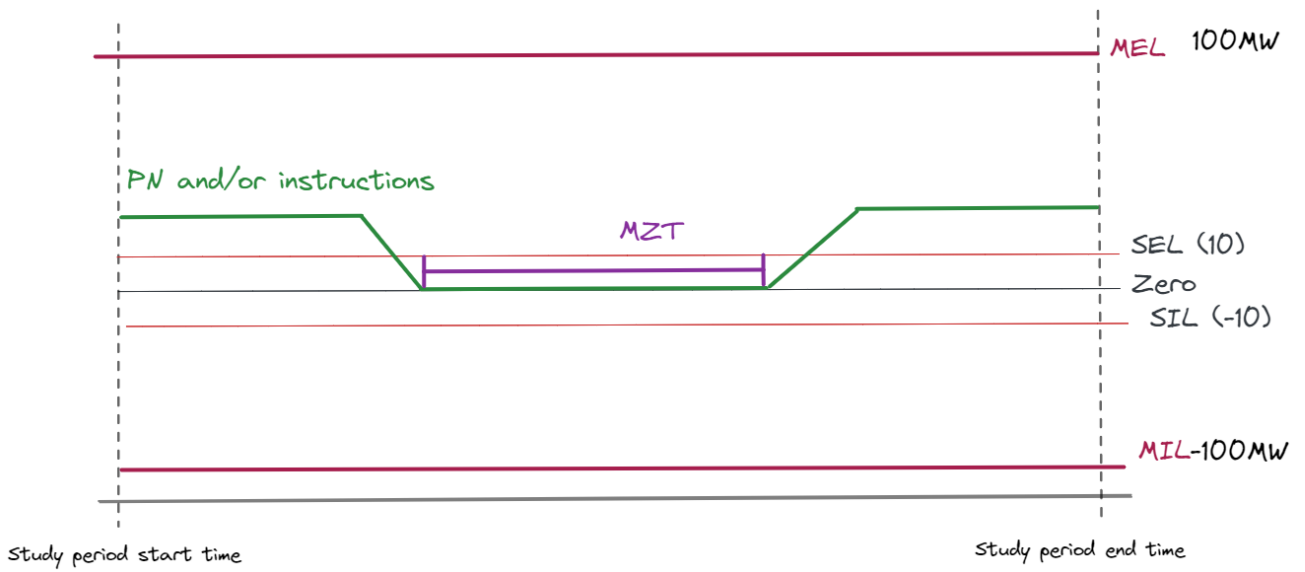 MEL 100MW
PN and/or instructions
MZT
SEL (10)
Zero
SIL (-10)
MIL-100MW
Study period start time
Study period end time